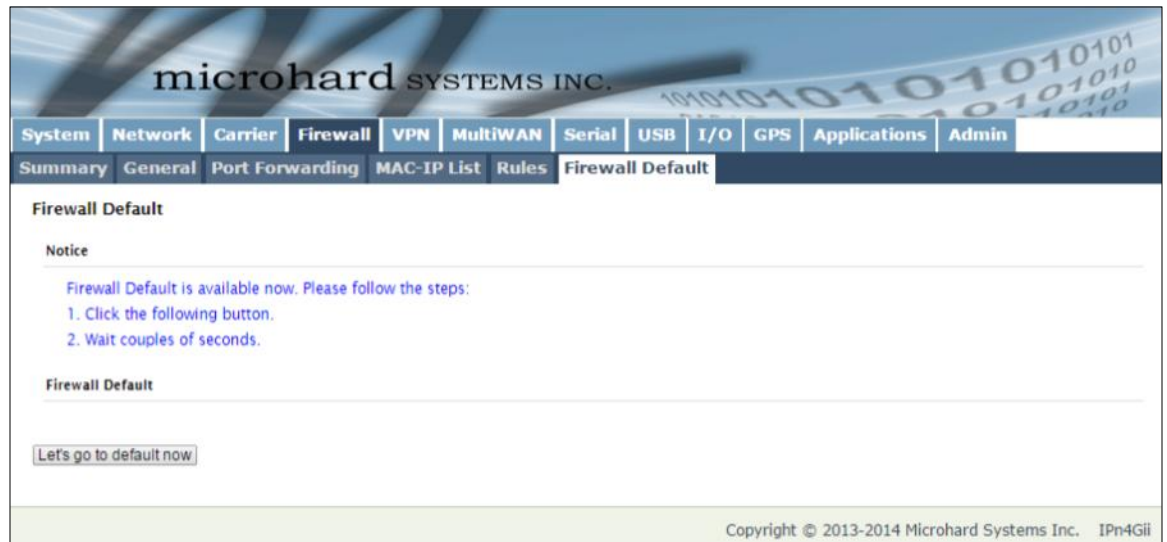 microhard SYSTEMS INC.
System Network Carrier Firewall VPN MultiWAN Serial USB I/O GPS Applications Admin
Summary General Port Forwarding MAC-IP List Rules Firewall Default
Firewall Default
Notice
Firewall Default is available now. Please follow the steps:
1. Click the following button.
2. Wait couples of seconds.
Firewall Default
Let's go to default now
Copyright © 2013-2014 Microhard Systems Inc. IPn4Gii